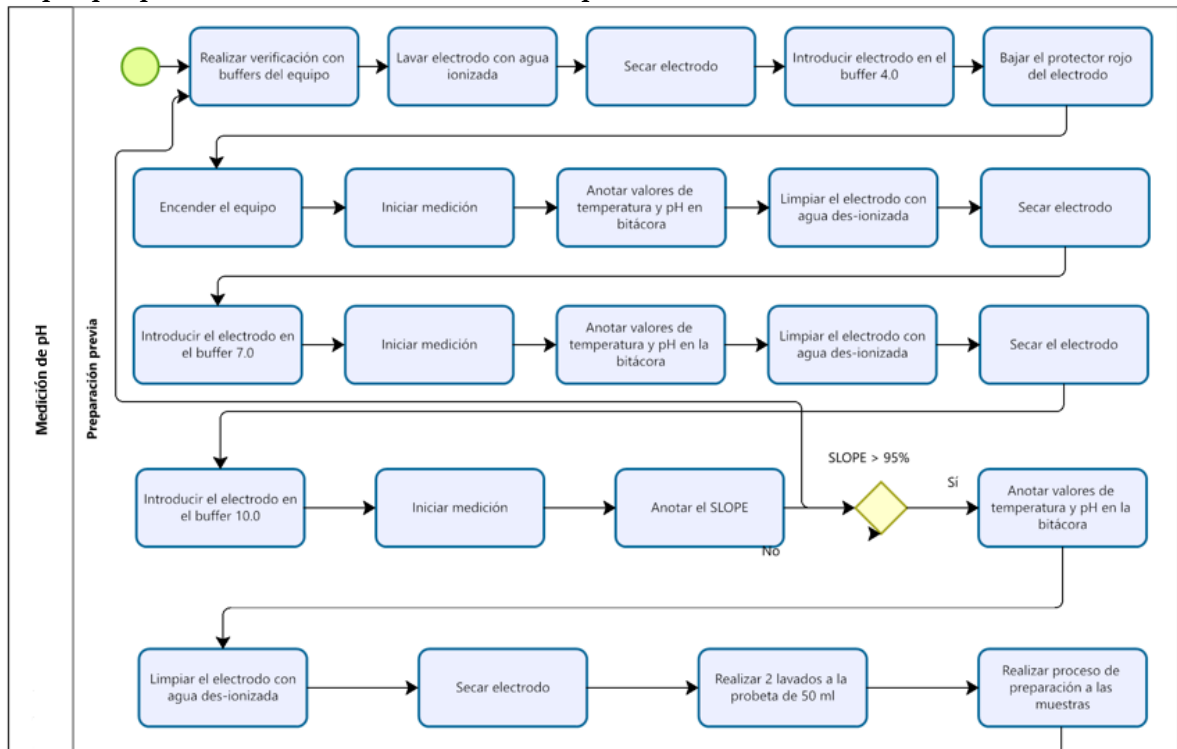 Medición de pH
Preparación previa
Realizar verificación con
buffers del equipo
Lavar electrodo con agua
ionizada
Secar electrodo
Introducir electrodo en el
buffer 4.0
Bajar el protector rojo
del electrodo
Encender el equipo
Iniciar medición
Anotar valores de
temperatura y pH en
bitácora
Limpiar el electrodo con
agua des-ionizada
Secar electrodo
Introducir el electrodo en
el buffer 7.0
Iniciar medición
Anotar valores de
temperatura y pH en la
bitácora
Limpiar el electrodo con
agua des-ionizada
Secar el electrodo
Introducir el electrodo en
el buffer 10.0
Iniciar medición
Anotar el SLOPE
No
SLOPE > 95%
Sí
Anotar valores de
temperatura y pH en la
bitácora
Limpiar el electrodo con
agua des-ionizada
Secar electrodo
Realizar 2 lavados a la
probeta de 50 ml
Realizar proceso de
preparación a las
muestras